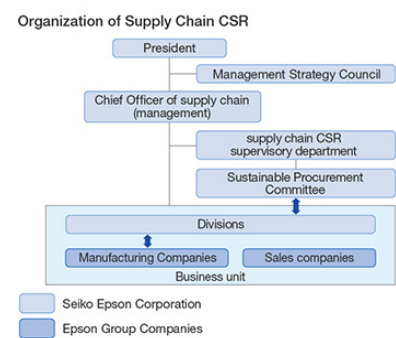 Organization of Supply Chain CSR
President
Management Strategy Council
Chief Officer of supply chain
(management)
supply chain CSR
supervisory department
Sustainable Procurement
Committee
Divisions
Manufacturing Companies
Sales companies
Business unit
Seiko Epson Corporation
Epson Group Companies